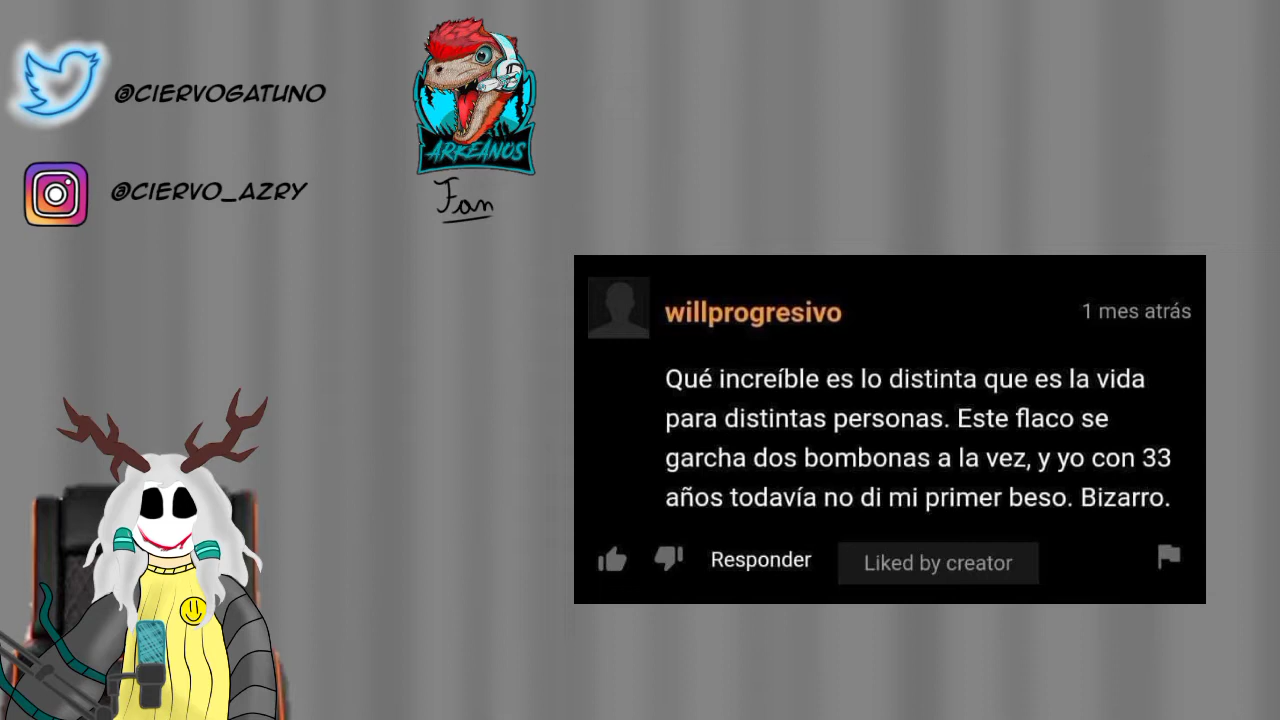 @CIERVOGATUNO
ARKEANOS
@CIERVO_AZRY
Fan
willprogresivo
1 mes atrás
Qué increíble es lo distinta que es la vida
para distintas personas. Este flaco se
garcha dos bombonas a la vez, y yo con 33
años todavía no di mi primer beso. Bizarro.
Responder
Liked by creator